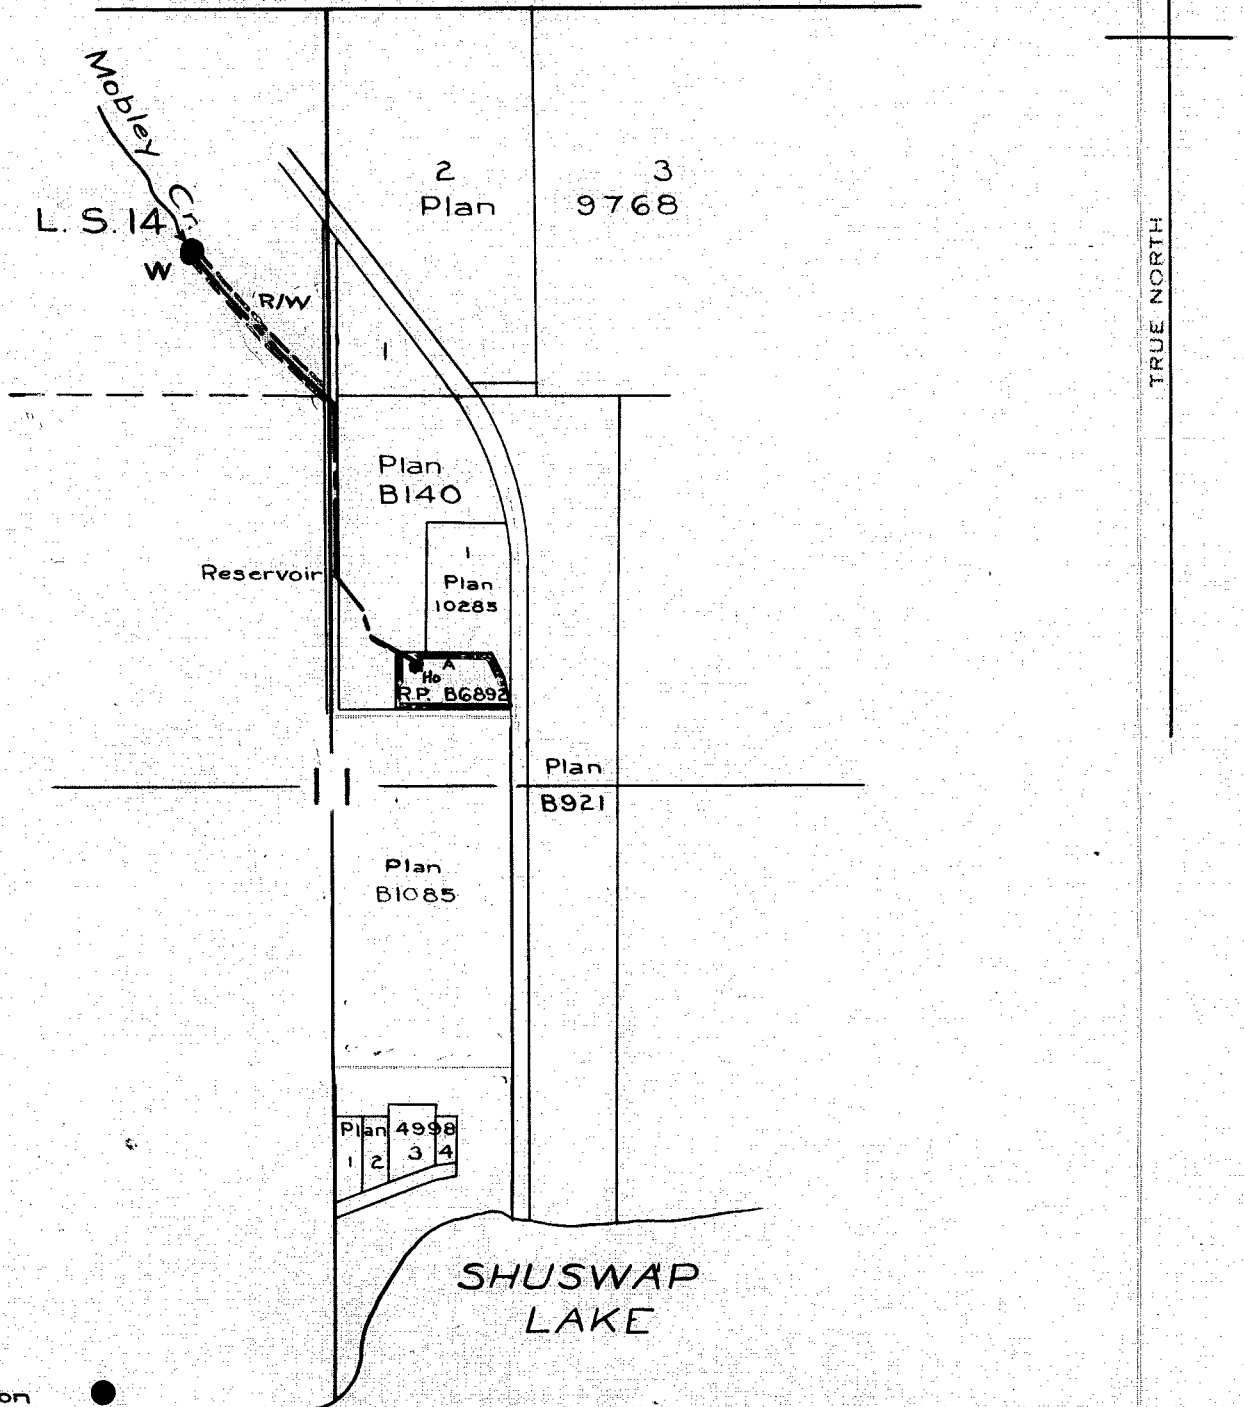 Mobley Cr.
L. S. 14
W
R/W
2
Plan
3
9768
1
TRUE NORTH
Plan
B140
1
Plan
10285
Reservoir
A
Ho
R.P. B6892
11
Plan
B921
Plan
B1085
Plan 4998
1 2 3 4
SHUSWAP
LAKE
on